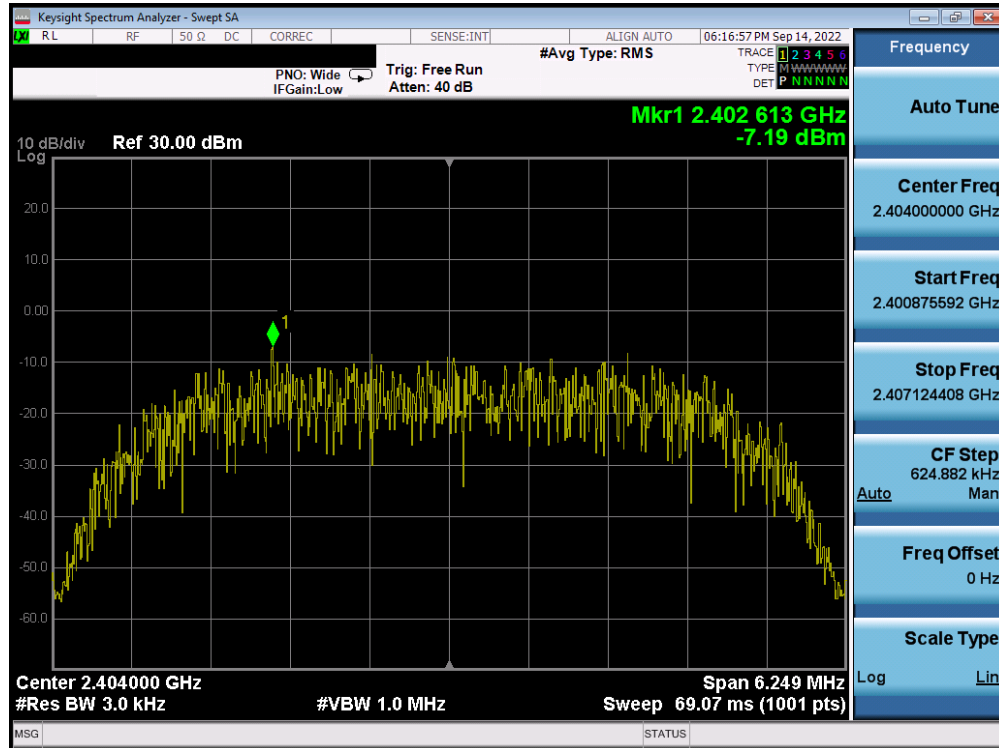 Keysight Spectrum Analyzer - Swept SA
LXI RL RF 50 Ω DC CORREC SENSE:INT ALIGN AUTO 06:16:57 PM Sep 14, 2022
PNO: Wide
IFGain:Low
Trig: Free Run
Atten: 40 dB
#Avg Type: RMS
TRACE 1 2 3 4 5 6
TYPE M WWWWW
DET P N N N N N
Mkr1 2.402 613 GHz
-7.19 dBm
10 dB/div Ref 30.00 dBm
Log
20.0
10.0
0.00
-10.0
-20.0
-30.0
-40.0
-50.0
-60.0
1
Center 2.404000 GHz Span 6.249 MHz
#Res BW 3.0 kHz #VBW 1.0 MHz Sweep 69.07 ms (1001 pts)
MSG STATUS
Frequency
Auto Tune
Center Freq
2.404000000 GHz
Start Freq
2.400875592 GHz
Stop Freq
2.407124408 GHz
CF Step
624.882 kHz
Auto Man
Freq Offset
0 Hz
Scale Type
Log Lin